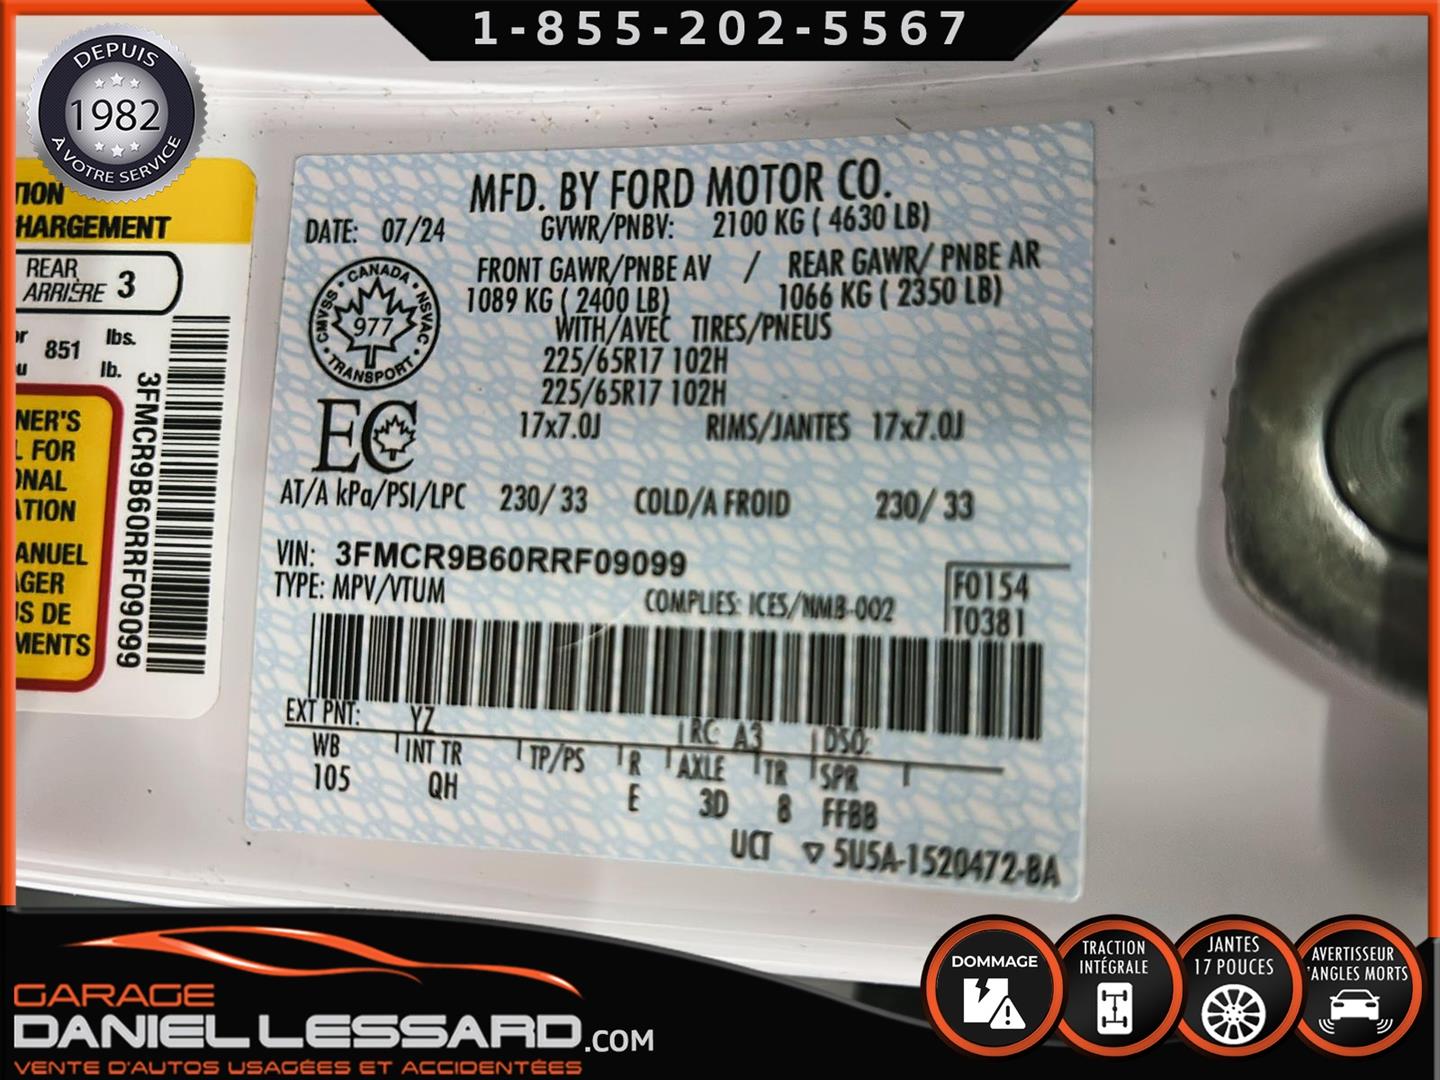 1-855-202-5567
DEPUIS
1982
À VOTRE SERVICE
TION
HARGEMENT
REAR
ARRIÈRE 3
or 851 lbs.
lb.
3FMCR9B60RRF09099
NER'S
L FOR
ONAL
ATION
ANUEL
AGER
US DE
MENTS
MFD. BY FORD MOTOR CO.
DATE: 07/24 GVWR/PNBV: 2100 KG ( 4630 LB)
FRONT GAWR/PNBE AV / REAR GAWR/ PNBE AR
1089 KG ( 2400 LB) 1066 KG ( 2350 LB)
WITH/AVEC TIRES/PNEUS
225/65R17 102H
225/65R17 102H
17x7.0J RIMS/JANTES 17x7.0J
CANADA
CMVSS 977 NSVAC
TRANSPORT
EC
AT/A kPa/PSI/LPC 230/ 33 COLD/A FROID 230/ 33
VIN: 3FMCR9B60RRF09099
TYPE: MPV/VTUM COMPLIES: ICES/NMB-002
F0154
T0381
EXT PNT: YZ RC: A3 DSO:
WB INT TR TP/PS R AXLE TR SPR
105 QH E 3D 8 FFBB
UCT ▽ 5U5A-1520472-BA
GARAGE
DANIEL LESSARD.COM
VENTE D'AUTOS USAGÉES ET ACCIDENTÉES
DOMMAGE
TRACTION
INTÉGRALE
JANTES
17 POUCES
AVERTISSEUR
'ANGLES MORTS